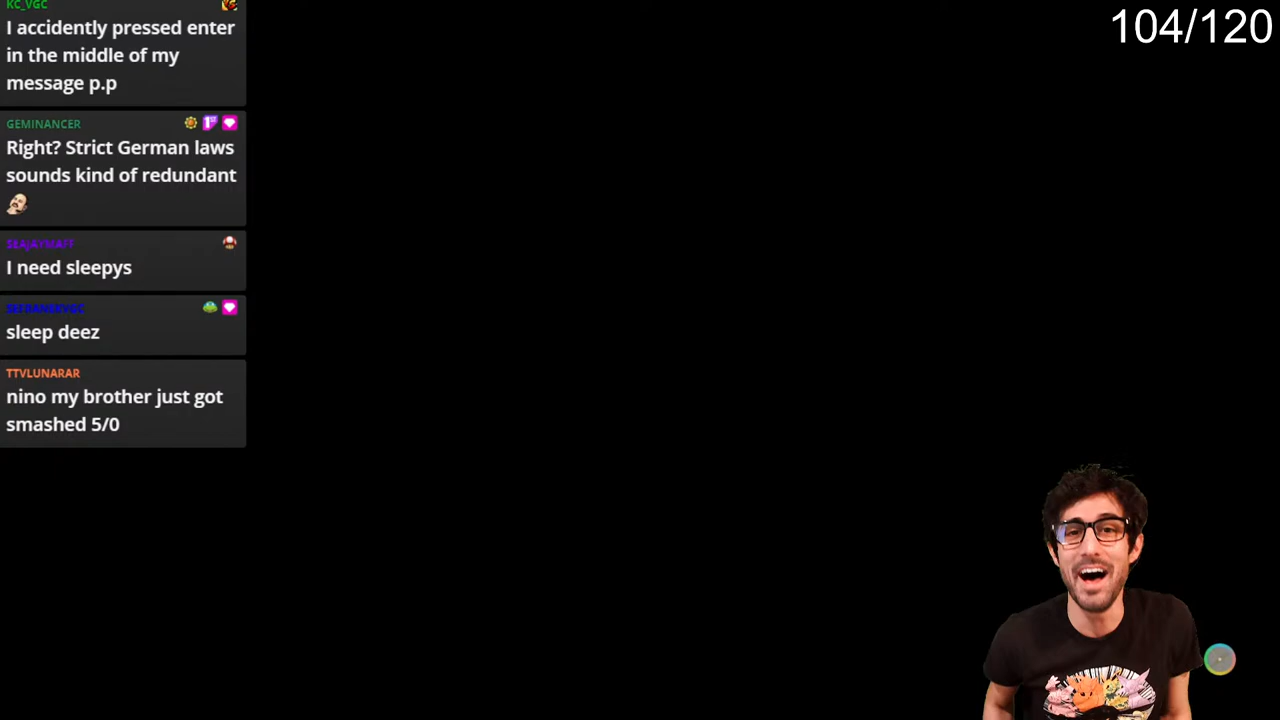 KC_VGC
104/120
I accidently pressed enter
in the middle of my
message p.p
GEMINANCER
Right? Strict German laws
sounds kind of redundant
SEAJAYMAFF
I need sleepys
sleep deez
TTVLUNARAR
nino my brother just got
smashed 5/0